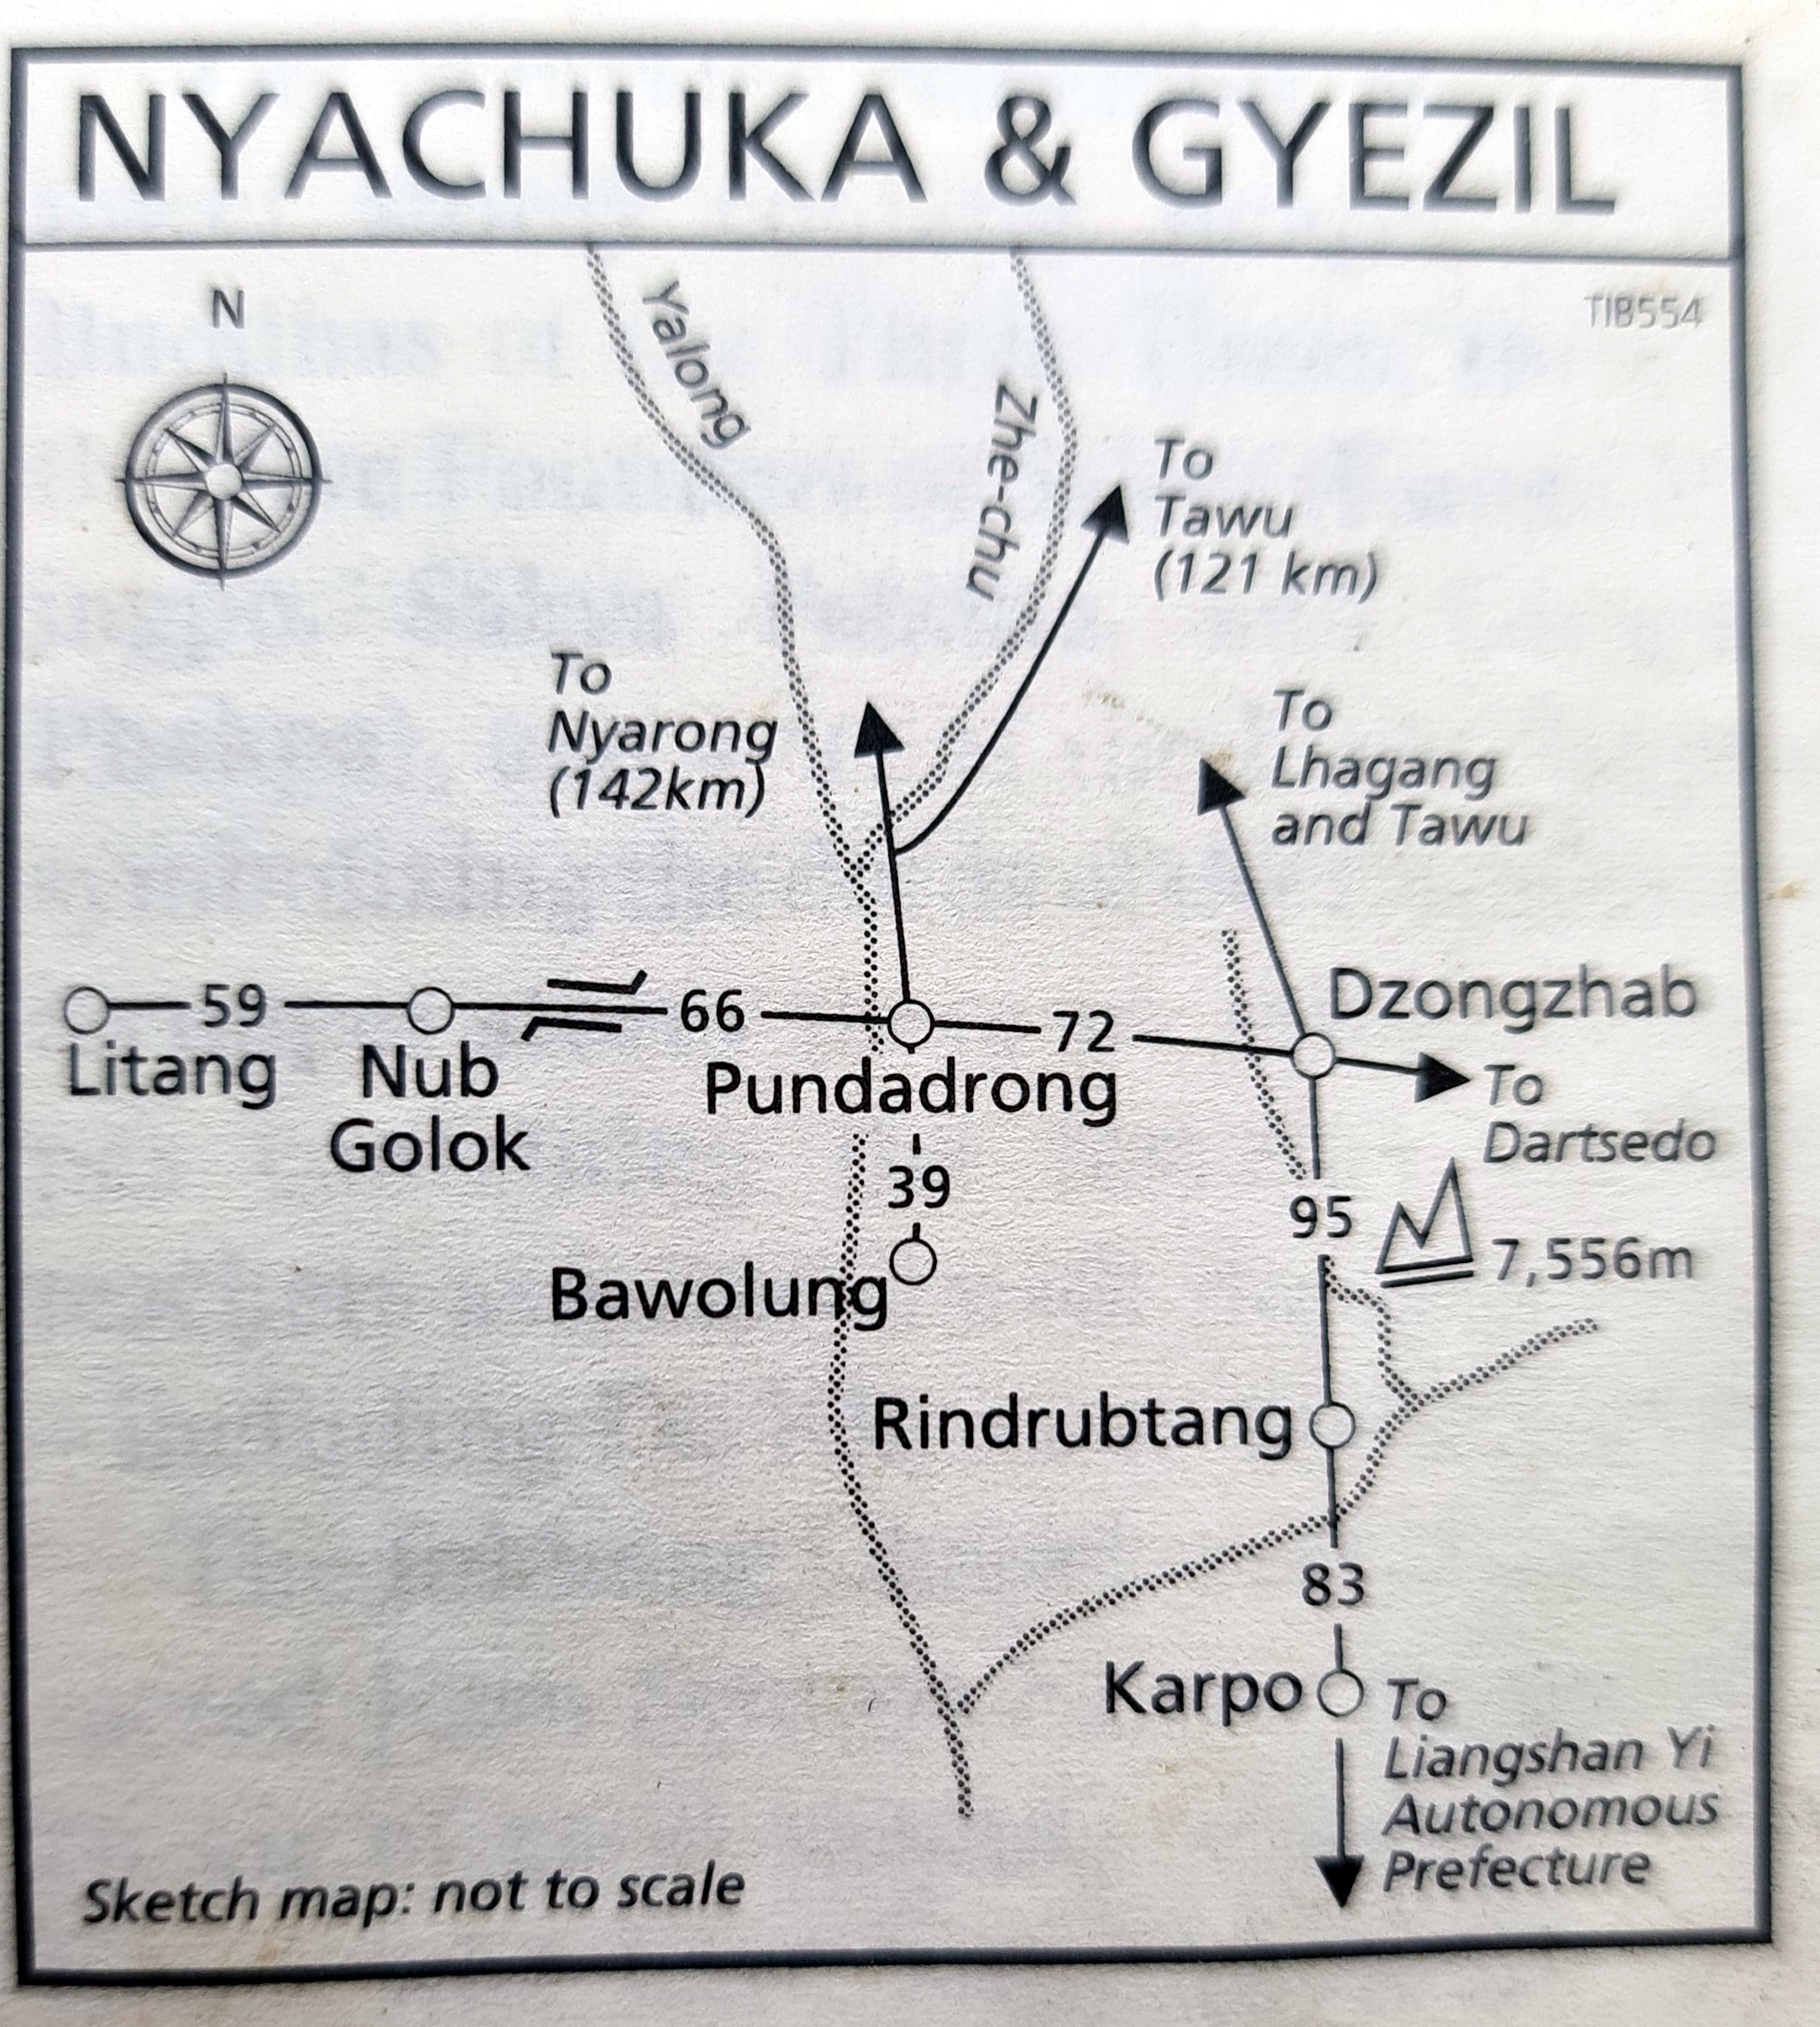 NYACHUKA & GYEZIL
N
TIB554
Yalong
Zhe-chu
To
Tawu
(121 km)
To
Nyarong
(142km)
To
Lhagang
and Tawu
59
66
72
Dzongzhab
Litang
Nub
Golok
Pundadrong
To
Dartsedo
39
95
7,556m
Bawolung
Rindrubtang
83
Karpo
To
Liangshan Yi
Autonomous
Prefecture
Sketch map: not to scale